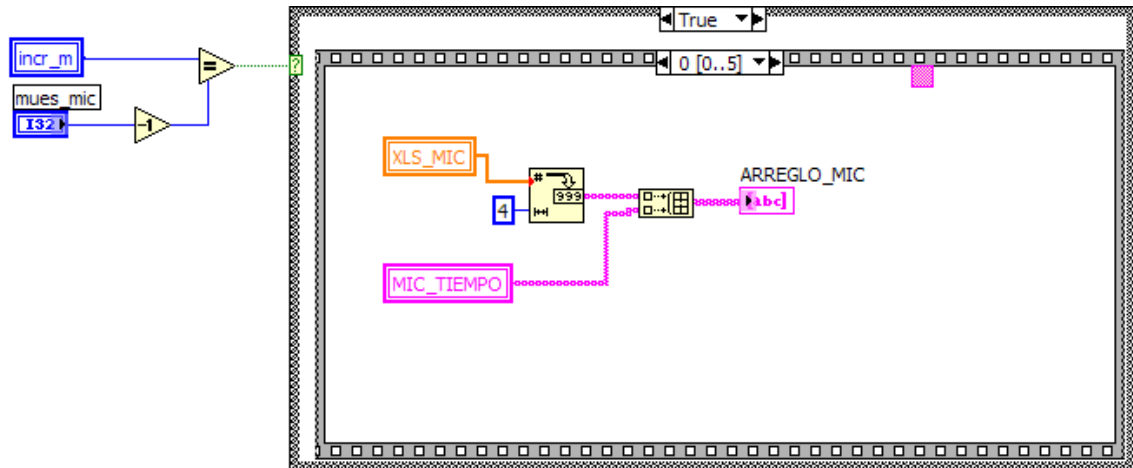 True
0 [0..5]
incr_m
=
?
mues_mic
I32
-1
XLS_MIC
#
999
4
ARREGLO_MIC
abc]
MIC_TIEMPO